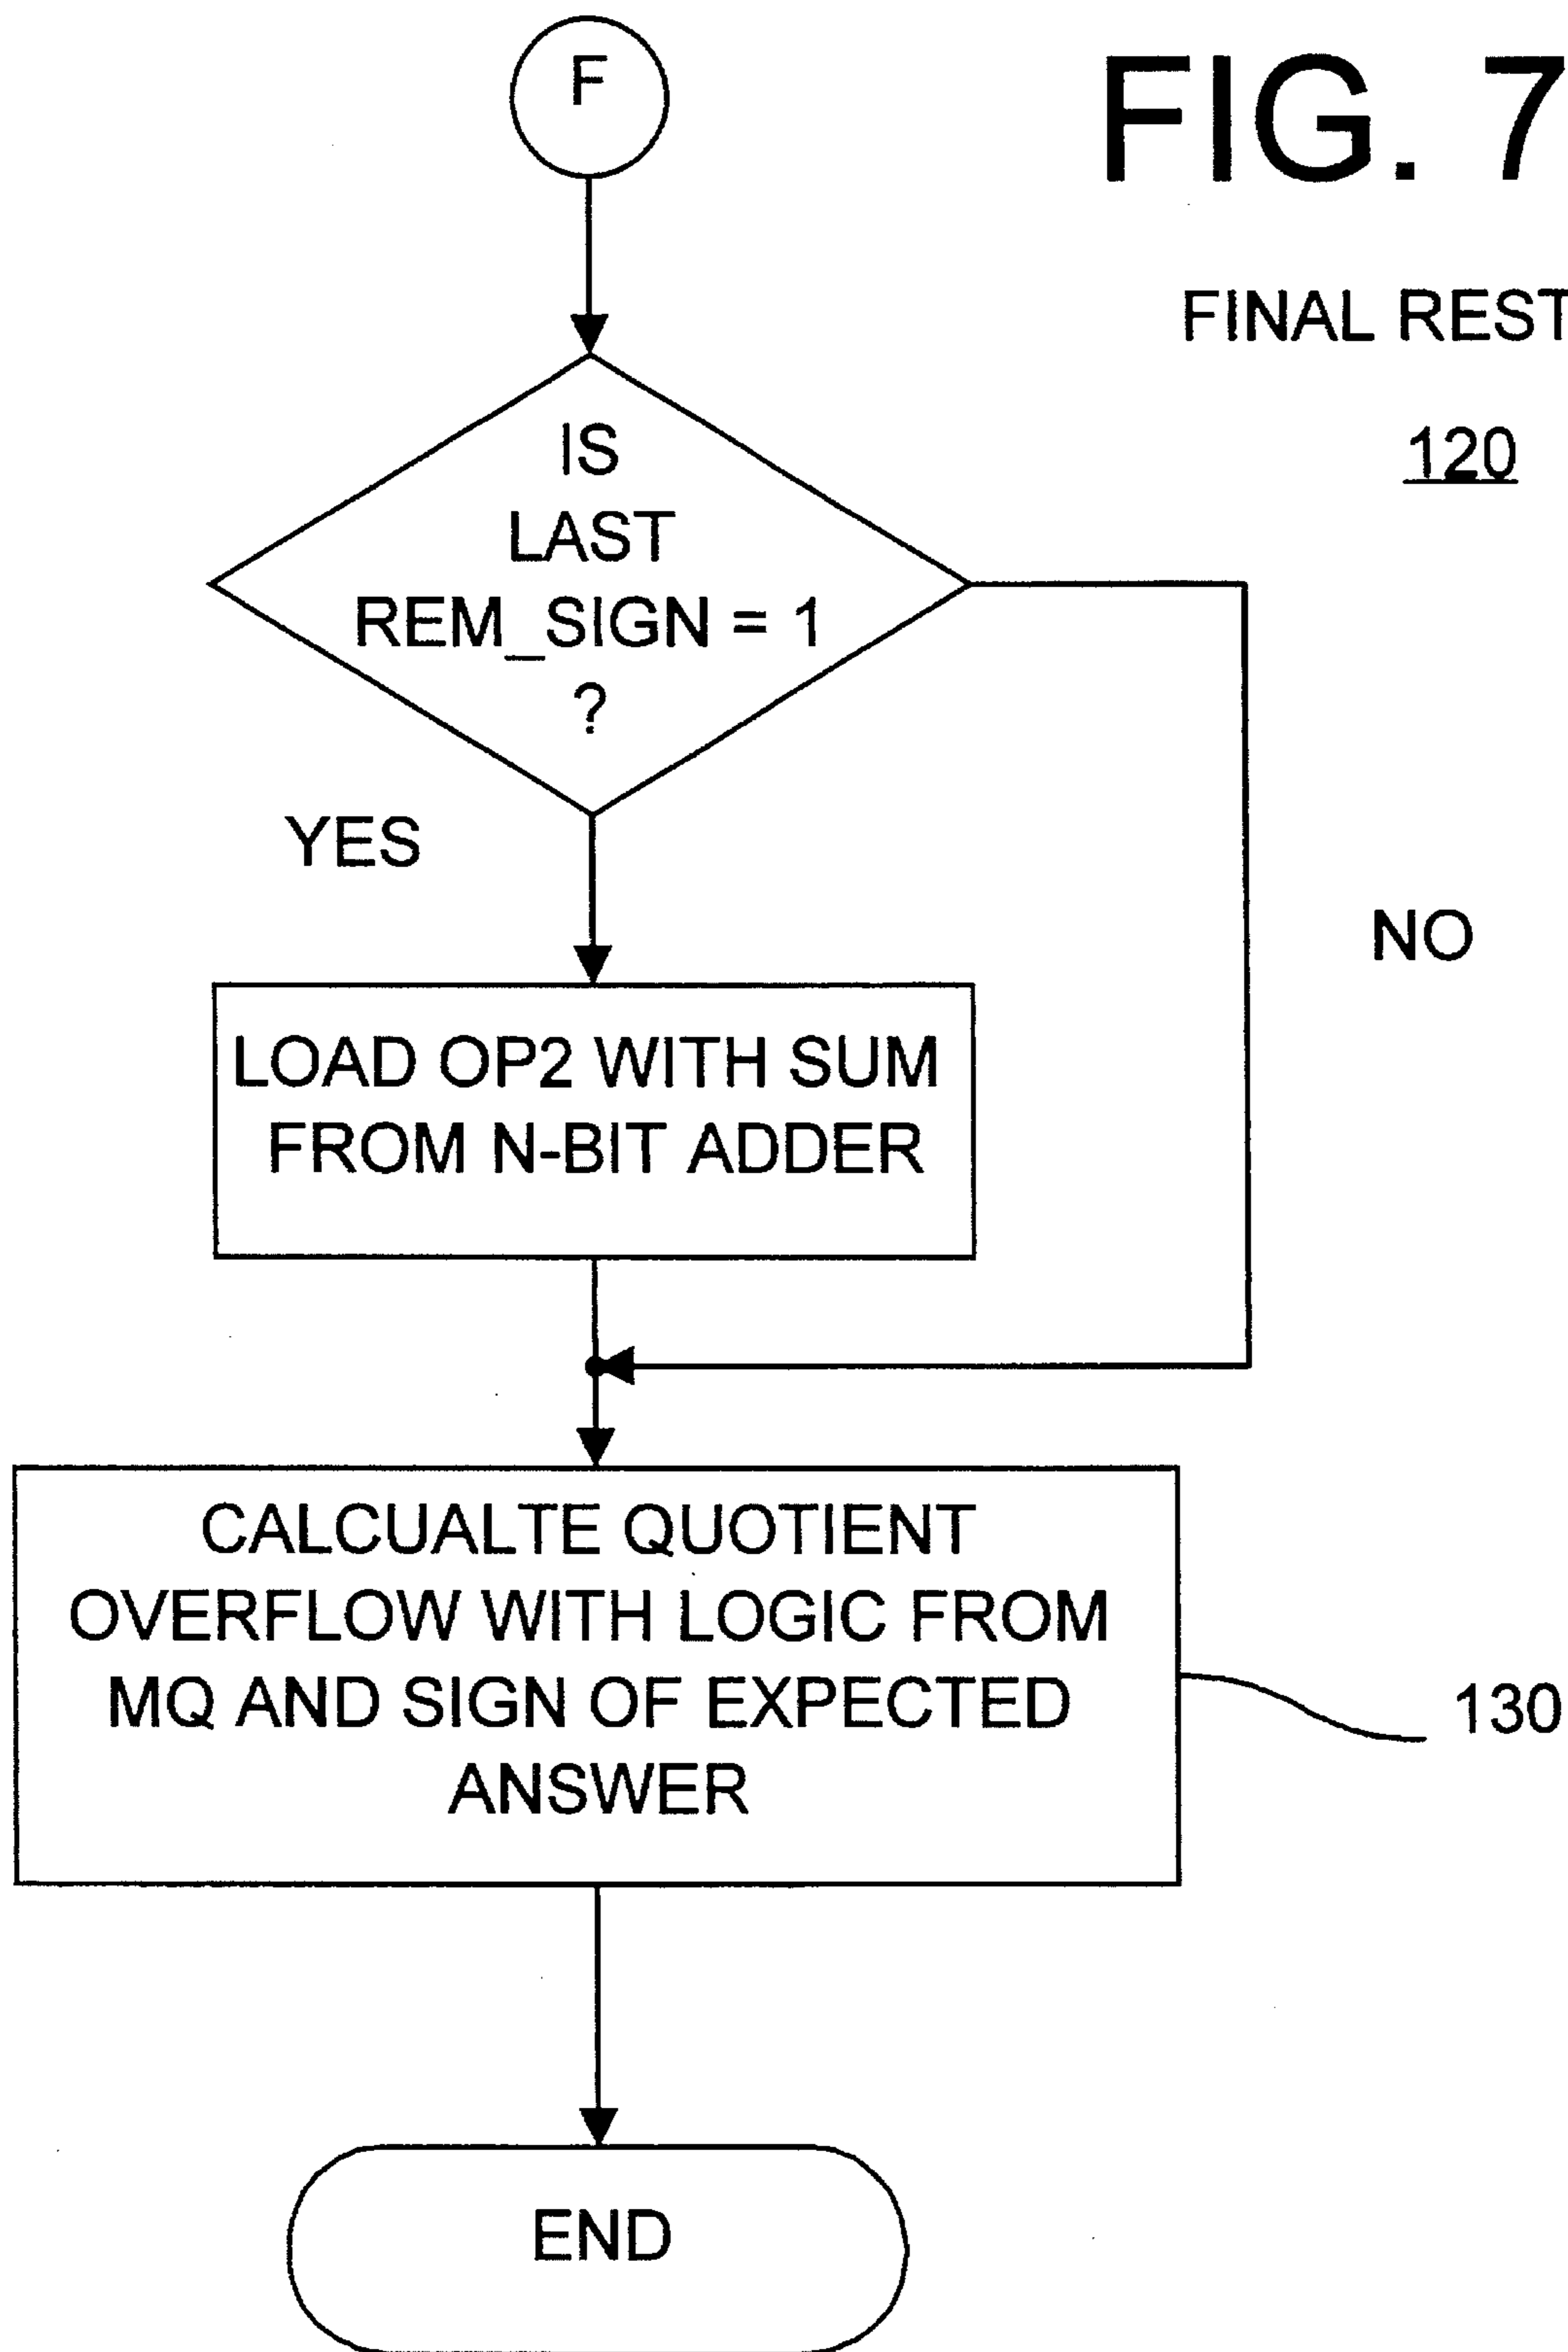 F
FIG. 7
FINAL REST
120
IS
LAST
REM_SIGN = 1
?
YES
NO
LOAD OP2 WITH SUM
FROM N-BIT ADDER
CALCUALTE QUOTIENT
OVERFLOW WITH LOGIC FROM
MQ AND SIGN OF EXPECTED
ANSWER
130
END